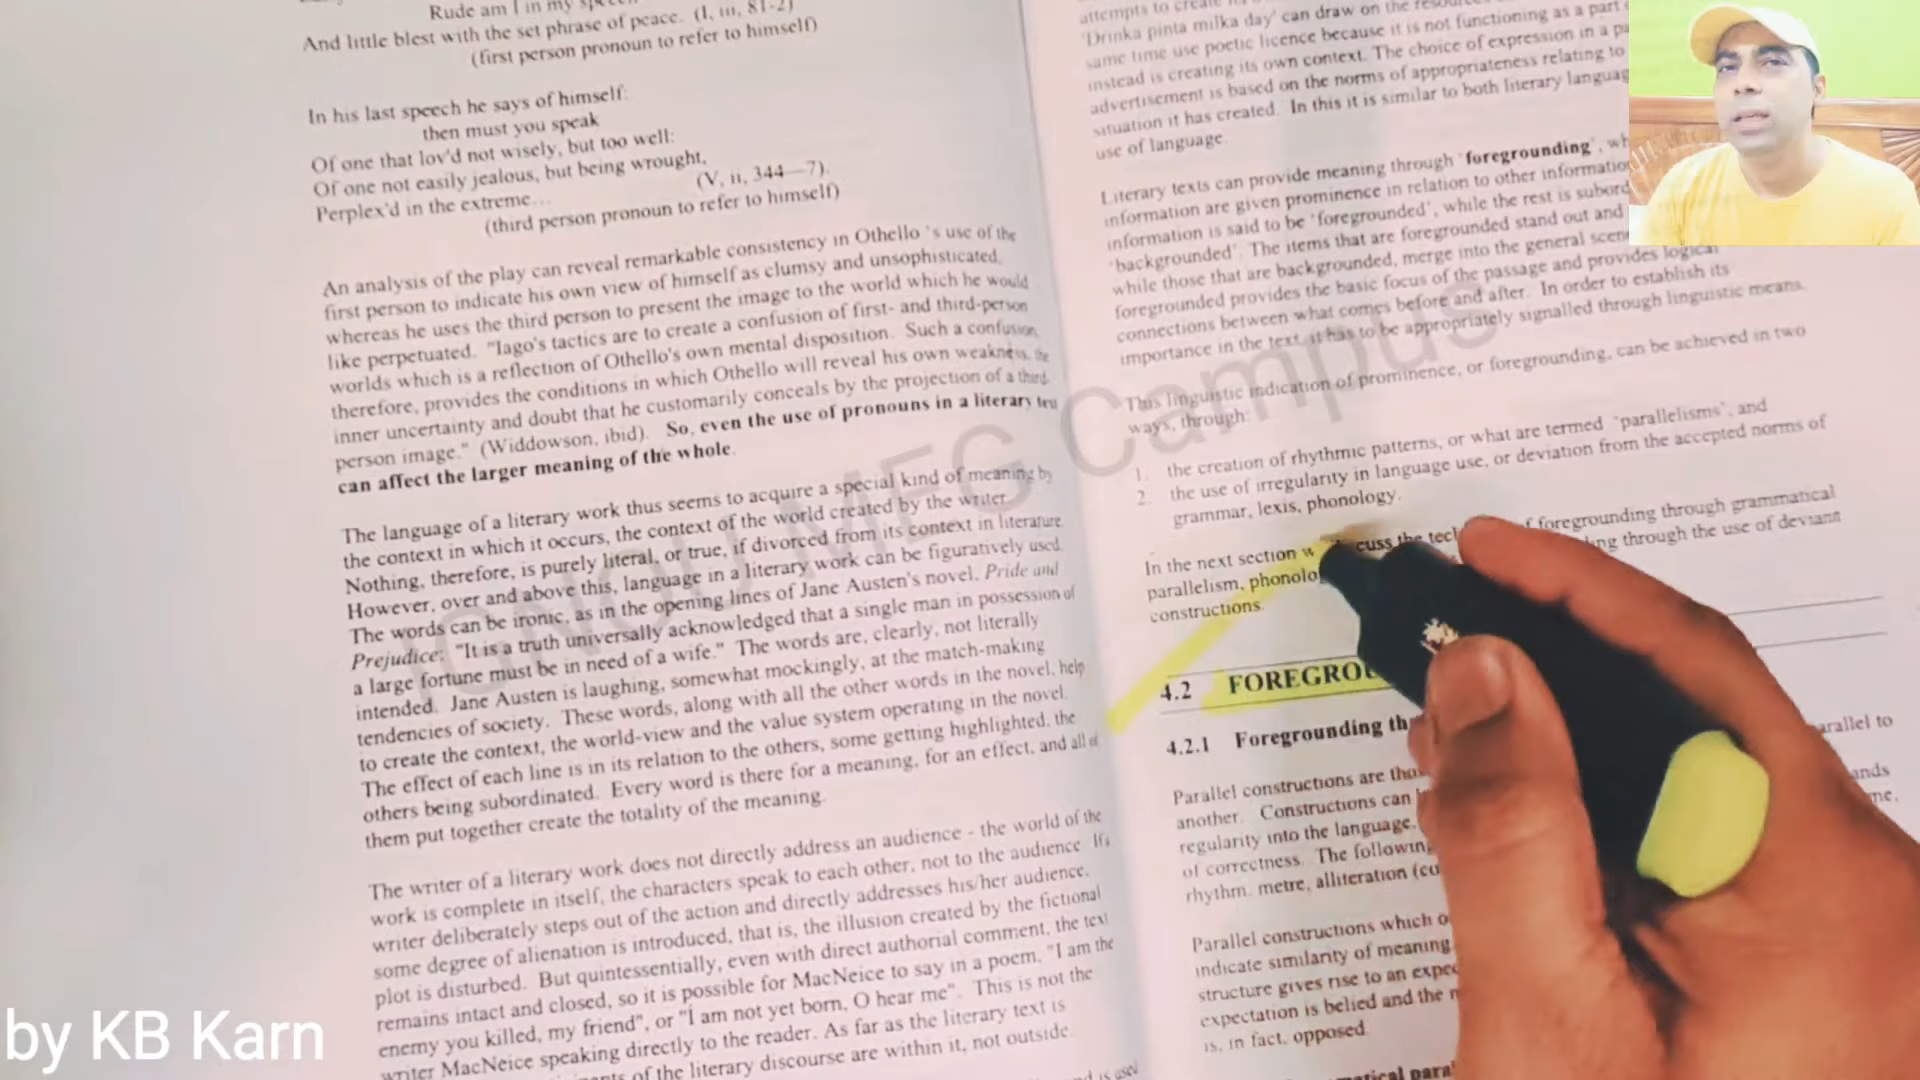 Rude am I in my speech
And little blest with the set phrase of peace. (I, iii, 81-2)
(first person pronoun to refer to himself)
In his last speech he says of himself:
then must you speak
Of one that lov'd not wisely, but too well:
Of one not easily jealous, but being wrought,
Perplex'd in the extreme... (V, ii, 344—7).
(third person pronoun to refer to himself)
An analysis of the play can reveal remarkable consistency in Othello 's use of the
first person to indicate his own view of himself as clumsy and unsophisticated,
whereas he uses the third person to present the image to the world which he would
like perpetuated. "Iago's tactics are to create a confusion of first- and third-person
worlds which is a reflection of Othello's own mental disposition. Such a confusion,
therefore, provides the conditions in which Othello will reveal his own weakness, the
inner uncertainty and doubt that he customarily conceals by the projection of a third
person image." (Widdowson, ibid). So, even the use of pronouns in a literary text
can affect the larger meaning of the whole.
The language of a literary work thus seems to acquire a special kind of meaning by
the context in which it occurs, the context of the world created by the writer.
Nothing, therefore, is purely literal, or true, if divorced from its context in literature.
However, over and above this, language in a literary work can be figuratively used.
The words can be ironic, as in the opening lines of Jane Austen's novel, Pride and
Prejudice: "It is a truth universally acknowledged that a single man in possession of
a large fortune must be in need of a wife." The words are, clearly, not literally
intended. Jane Austen is laughing, somewhat mockingly, at the match-making
tendencies of society. These words, along with all the other words in the novel, help
to create the context, the world-view and the value system operating in the novel.
The effect of each line is in its relation to the others, some getting highlighted, the
others being subordinated. Every word is there for a meaning, for an effect, and all of
them put together create the totality of the meaning.
The writer of a literary work does not directly address an audience - the world of the
work is complete in itself, the characters speak to each other, not to the audience. If a
writer deliberately steps out of the action and directly addresses his/her audience,
some degree of alienation is introduced, that is, the illusion created by the fictional
plot is disturbed. But quintessentially, even with direct authorial comment, the text
remains intact and closed, so it is possible for MacNeice to say in a poem, "I am the
enemy you killed, my friend", or "I am not yet born, O hear me". This is not the
writer MacNeice speaking directly to the reader. As far as the literary text is
of the literary discourse are within it, not outside.
is used
attempts to create
'Drinka pinta milka day' can draw on the
same time use poetic licence because it is not functioning as a part
instead is creating its own context. The choice of expression in a
advertisement is based on the norms of appropriateness relating to
situation it has created. In this it is similar to both literary
use of language.
Literary texts can provide meaning through 'foregrounding',
information are given prominence in relation to other
information is said to be 'foregrounded', while the rest is
'backgrounded'. The items that are foregrounded stand out and
while those that are backgrounded, merge into the general
foregrounded provides the basic focus of the passage and provides logical
connections between what comes before and after. In order to establish its
importance in the text, it has to be appropriately signalled through linguistic means.
This linguistic indication of prominence, or foregrounding, can be achieved in two
ways, through:
1. the creation of rhythmic patterns, or what are termed 'parallelisms', and
2. the use of irregularity in language use, or deviation from the accepted norms of
grammar, lexis, phonology.
In the next section of foregrounding through grammatical
parallelism, through the use of deviant
constructions.
4.2
4.2.1 Foregrounding
Parallel constructions are parallel to
another. Constructions can
regularity into the language.
of correctness. The
rhythm, metre, alliteration
Parallel constructions which
indicate similarity of meaning
structure gives rise to an
expectation is belied and the
is, in fact, opposed.
IGNOU MEG Campus
by KB Karn